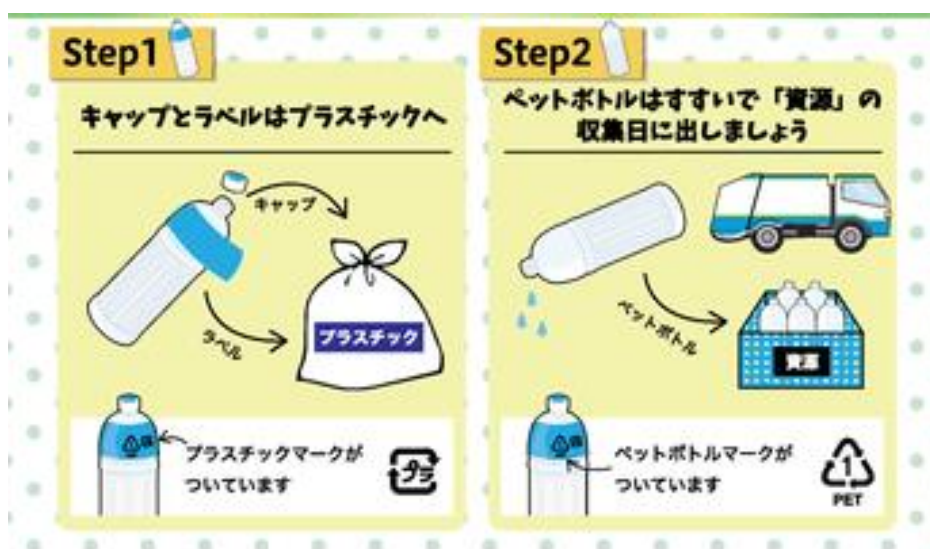 Step1
キャップとラベルはプラスチックへ
キャップ
ラベル
プラスチック
プラスチックマークが
ついています
プラ
Step2
ペットボトルはすすいで「資源」の
収集日に出しましょう
ペットボトル
資源
ペットボトルマークが
ついています
1
PET